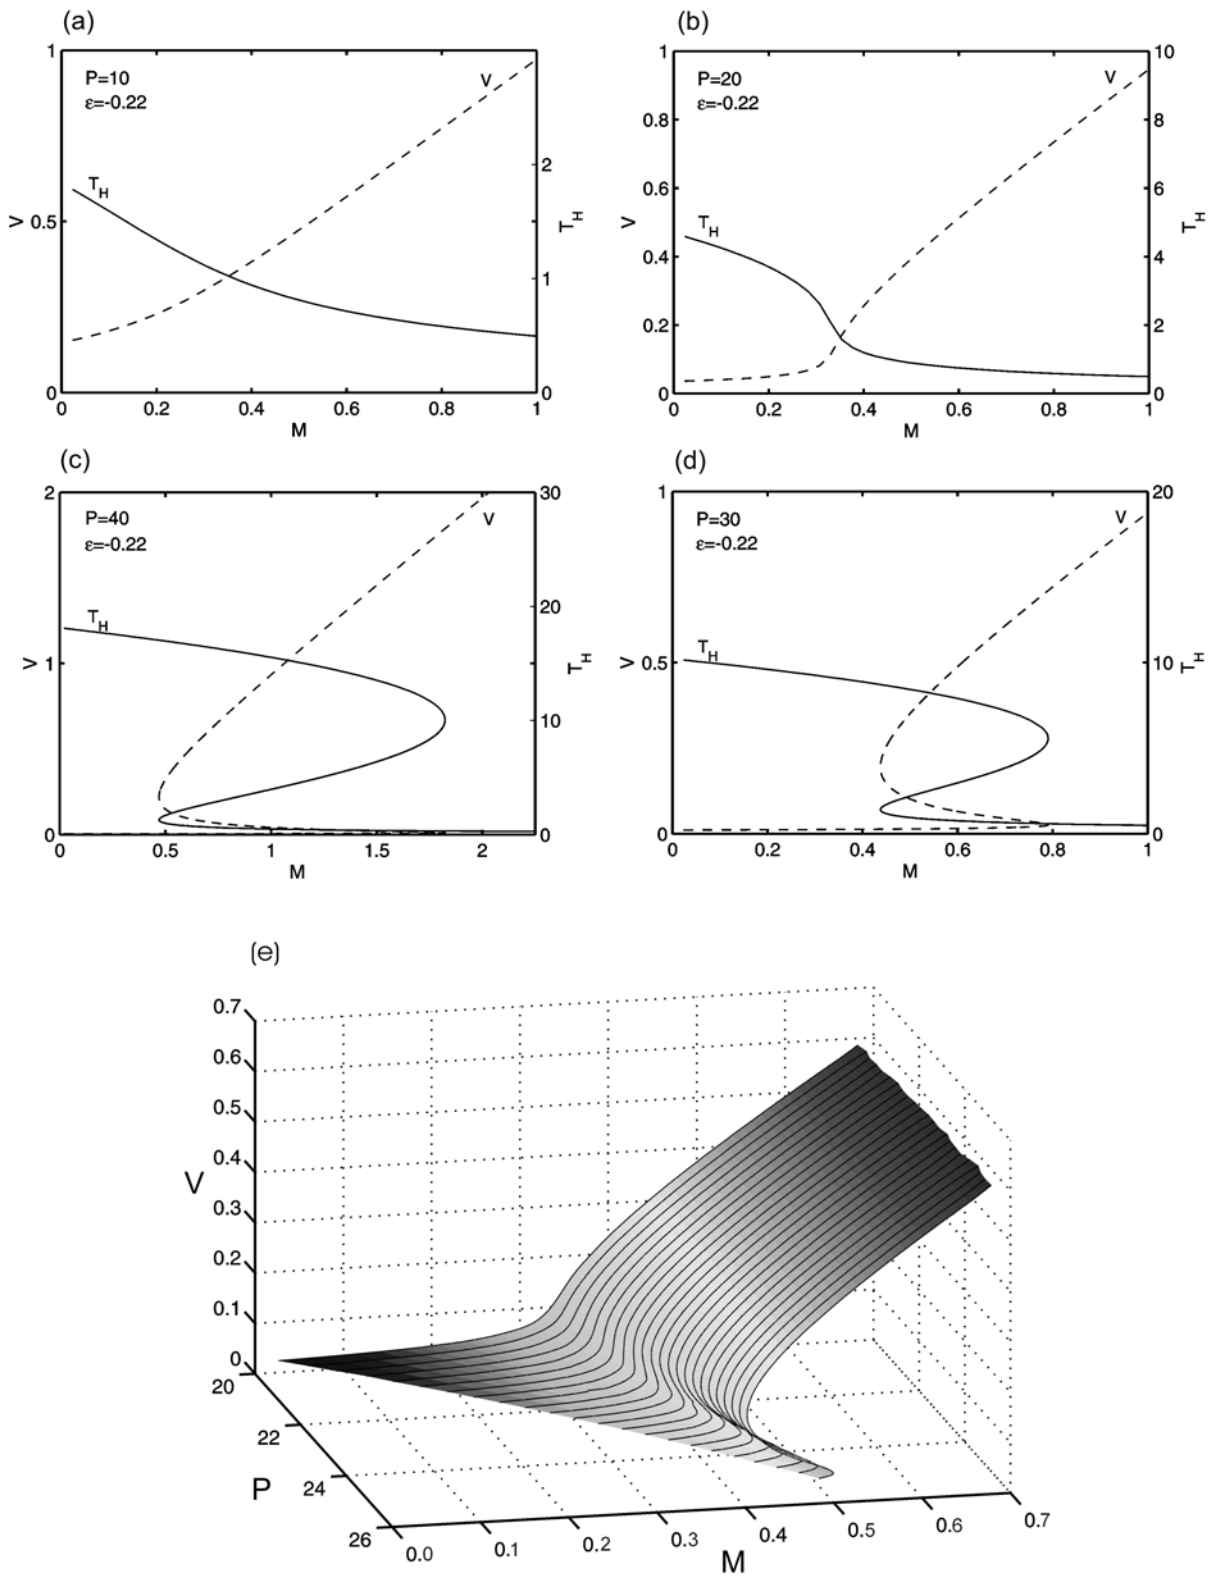 (a)
P=10
ε=-0.22
V
T_H
1
0.5
0
V
2
1
0
T_H
0 0.2 0.4 0.6 0.8 1
M
(b)
P=20
ε=-0.22
V
T_H
1
0.8
0.6
0.4
0.2
0
V
10
8
6
4
2
0
T_H
0 0.2 0.4 0.6 0.8 1
M
(c)
P=40
ε=-0.22
V
T_H
2
1
0
V
30
20
10
0
T_H
0 0.5 1 1.5 2
M
(d)
P=30
ε=-0.22
V
T_H
1
0.5
0
V
20
10
0
T_H
0 0.2 0.4 0.6 0.8 1
M
(e)
0.7
0.6
0.5
0.4
0.3
0.2
0.1
0
V
20
22
24
26
P
0.0 0.1 0.2 0.3 0.4 0.5 0.6 0.7
M